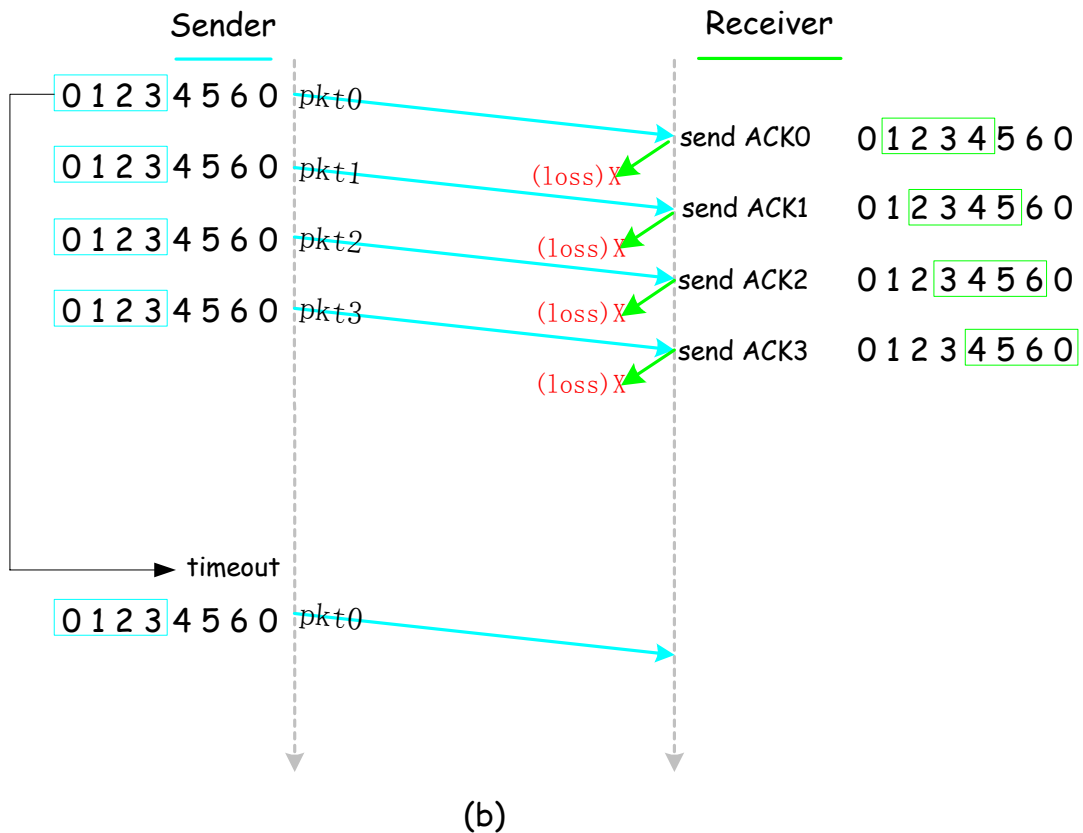 Sender
Receiver
0 1 2 3 4 5 6 0 pkt0
send ACK0 0 1 2 3 4 5 6 0
0 1 2 3 4 5 6 0 pkt1
(loss)X
send ACK1 0 1 2 3 4 5 6 0
0 1 2 3 4 5 6 0 pkt2
(loss)X
send ACK2 0 1 2 3 4 5 6 0
0 1 2 3 4 5 6 0 pkt3
(loss)X
send ACK3 0 1 2 3 4 5 6 0
(loss)X
timeout
0 1 2 3 4 5 6 0 pkt0
(b)